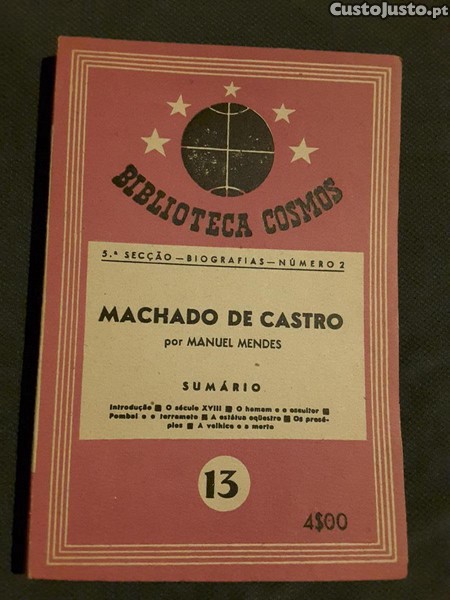 CustoJusto.pt
BIBLIOTECA COSMOS
5.ª SECÇÃO — BIOGRAFIAS — NÚMERO 2
MACHADO DE CASTRO
por MANUEL MENDES
SUMÁRIO
Introdução ■ O século XVIII ■ O homem e o escultor ■
Pombal e o terramoto ■ A estátua eqüestre ■ Os presé-
pios ■ A velhice e a morte
13
4$00